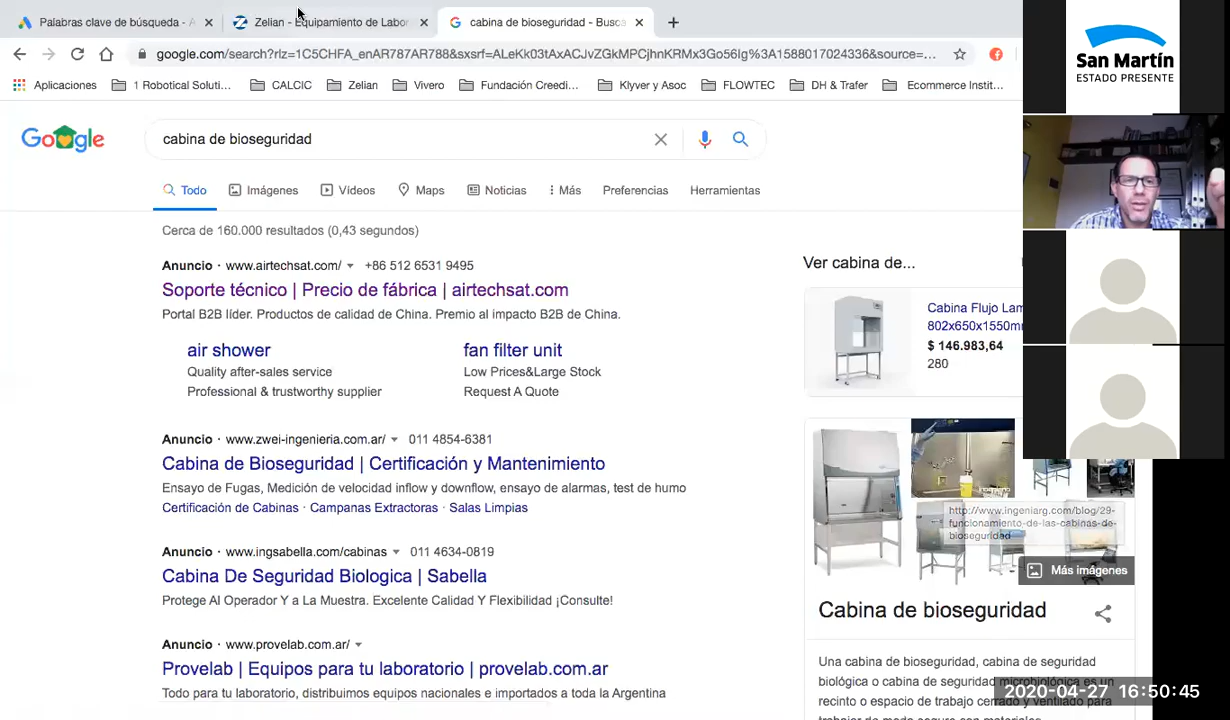 Palabras clave de búsqueda - A
Zelian - Equipamiento de Labor
cabina de bioseguridad - Busca
google.com/search?rlz=1C5CHFA_enAR787AR788&sxsrf=ALeKk03tAxACJvZGkMPCjhnKRMx3Go56Ig%3A1588017024336&source=...
Aplicaciones
1 Robotical Soluti...
CALCIC
Zelian
Vivero
Fundación Creedi...
Klyver y Asoc
FLOWTEC
DH & Trafer
Ecommerce Instit...
San Martín
ESTADO PRESENTE
Google
cabina de bioseguridad
Todo
Imágenes
Vídeos
Maps
Noticias
Más
Preferencias
Herramientas
Cerca de 160.000 resultados (0,43 segundos)
Anuncio · www.airtechsat.com/ +86 512 6531 9495
Soporte técnico | Precio de fábrica | airtechsat.com
Portal B2B líder. Productos de calidad de China. Premio al impacto B2B de China.
air shower
Quality after-sales service
Professional & trustworthy supplier
fan filter unit
Low Prices&Large Stock
Request A Quote
Anuncio · www.zwei-ingenieria.com.ar/ 011 4854-6381
Cabina de Bioseguridad | Certificación y Mantenimiento
Ensayo de Fugas, Medición de velocidad inflow y downflow, ensayo de alarmas, test de humo
Certificación de Cabinas · Campanas Extractoras · Salas Limpias
Anuncio · www.ingsabella.com/cabinas 011 4634-0819
Cabina De Seguridad Biologica | Sabella
Protege Al Operador Y a La Muestra. Excelente Calidad Y Flexibilidad ¡Consulte!
Anuncio · www.provelab.com.ar/
Provelab | Equipos para tu laboratorio | provelab.com.ar
Todo para tu laboratorio, distribuimos equipos nacionales e importados a toda la Argentina
Ver cabina de...
Cabina Flujo Lam
802x650x1550mm
$ 146.983,64
280
http://www.ingeniarg.com/blog/29-
funcionamiento-de-las-cabinas-de-
bioseguridad
Más imágenes
Cabina de bioseguridad
Una cabina de bioseguridad, cabina de seguridad
biológica o cabina de seguridad microbiológica es un
recinto o espacio de trabajo cerrado y ventilado para
2020-04-27 16:50:45